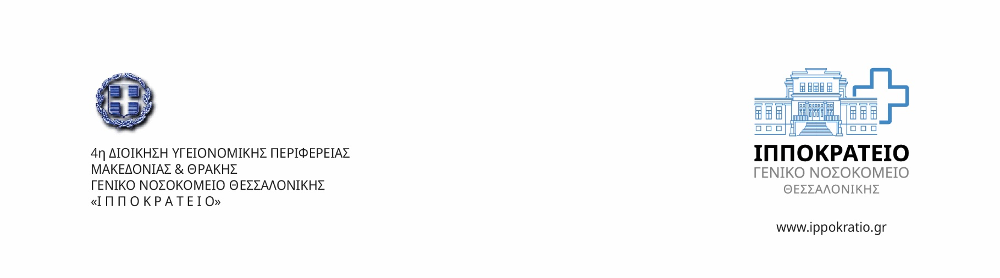 4η ΔΙΟΙΚΗΣΗ ΥΓΕΙΟΝΟΜΙΚΗΣ ΠΕΡΙΦΕΡΕΙΑΣ
ΜΑΚΕΔΟΝΙΑΣ & ΘΡΑΚΗΣ
ΓΕΝΙΚΟ ΝΟΣΟΚΟΜΕΙΟ ΘΕΣΣΑΛΟΝΙΚΗΣ
«Ι Π Π Ο Κ Ρ Α Τ Ε Ι Ο»
ΙΠΠΟΚΡΑΤΕΙΟ
ΓΕΝΙΚΟ ΝΟΣΟΚΟΜΕΙΟ
ΘΕΣΣΑΛΟΝΙΚΗΣ
www.ippokratio.gr